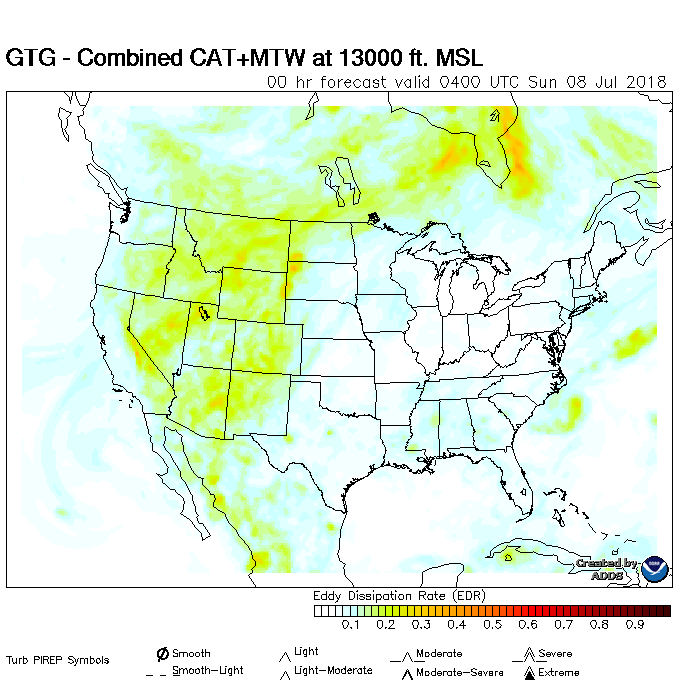 GTG - Combined CAT+MTW at 13000 ft. MSL
00 hr forecast valid 0400 UTC Sun 08 Jul 2018
Created by
ADDS
Eddy Dissipation Rate (EDR)
0.1 0.2 0.3 0.4 0.5 0.6 0.7 0.8 0.9
Turb PIREP Symbols
Smooth Light Moderate Severe
Smooth-Light Light-Moderate Moderate-Severe Extreme